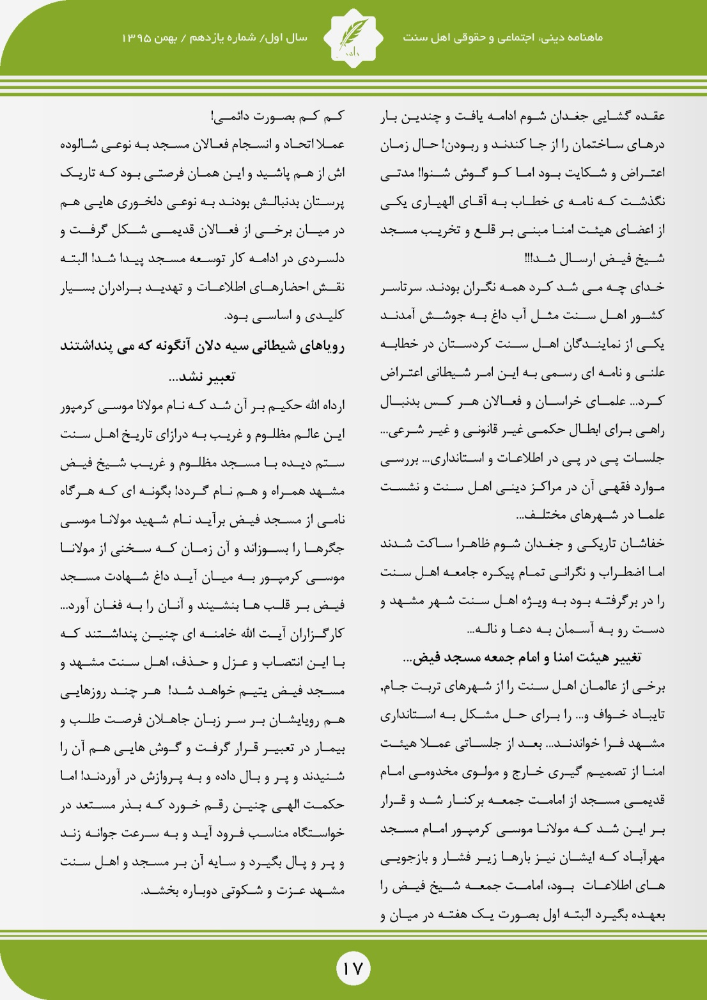 ماهنامه دینی، اجتماعی و حقوقی اهل سنت
سال اول/ شماره یازدهم / بهمن ۱۳۹۵
عقده گشایی جغدان شوم ادامه یافت و چندین بار
درهای ساختمان را از جا کندند و ربودن! حال زمان
اعتراض و شکایت بود اما کو گوش شنوا! مدتی
نگذشت که نامه ی خطاب به آقای الهیاری یکی
از اعضای هیئت امنا مبنی بر قلع و تخریب مسجد
شیخ فیض ارسال شد!!!
خدای چه می شد کرد همه نگران بودند. سرتاسر
کشور اهل سنت مثل آب داغ به جوشش آمدند
یکی از نمایندگان اهل سنت کردستان در خطابه
علنی و نامه ای رسمی به این امر شیطانی اعتراض
کرد... علمای خراسان و فعالان هر کس بدنبال
راهی برای ابطال حکمی غیر قانونی و غیر شرعی...
جلسات پی در پی در اطلاعات و استانداری... بررسی
موارد فقهی آن در مراکز دینی اهل سنت و نشست
علما در شهرهای مختلف...
خفاشان تاریکی و جغدان شوم ظاهرا ساکت شدند
اما اضطراب و نگرانی تمام پیکره جامعه اهل سنت
را در برگرفته بود به ویژه اهل سنت شهر مشهد و
دست رو به آسمان به دعا و ناله...
تغییر هیئت امنا و امام جمعه مسجد فیض...
برخی از عالمان اهل سنت را از شهرهای تربت جام,
تایباد خواف و... را برای حل مشکل به استانداری
مشهد فرا خواندند... بعد از جلساتی عملا هیئت
امنا از تصمیم گیری خارج و مولوی مخدومی امام
قدیمی مسجد از امامت جمعه برکنار شد و قرار
بر این شد که مولانا موسی کرمپور امام مسجد
مهرآباد که ایشان نیز بارها زیر فشار و بازجویی
های اطلاعات بود، امامت جمعه شیخ فیض را
بعهده بگیرد البته اول بصورت یک هفته در میان و
کم کم بصورت دائمی!
عملا اتحاد و انسجام فعالان مسجد به نوعی شالوده
اش از هم پاشید و این همان فرصتی بود که تاریک
پرستان بدنبالش بودند به نوعی دلخوری هایی هم
در میان برخی از فعالان قدیمی شکل گرفت و
دلسردی در ادامه کار توسعه مسجد پیدا شد! البته
نقش احضارهای اطلاعات و تهدید برادران بسیار
کلیدی و اساسی بود.
رویاهای شیطانی سیه دلان آنگونه که می پنداشتند
تعبیر نشد...
ارداه الله حکیم بر آن شد که نام مولانا موسی کرمپور
این عالم مظلوم و غریب به درازای تاریخ اهل سنت
ستم دیده با مسجد مظلوم و غریب شیخ فیض
مشهد همراه و هم نام گردد! بگونه ای که هرگاه
نامی از مسجد فیض برآید نام شهید مولانا موسی
جگرها را بسوزاند و آن زمان که سخنی از مولانا
موسی کرمپور به میان آید داغ شهادت مسجد
فیض بر قلب ها بنشیند و آنان را به فغان آورد...
کارگزاران آیت الله خامنه ای چنین پنداشتند که
با این انتصاب و عزل و حذف، اهل سنت مشهد و
مسجد فیض یتیم خواهد شد! هر چند روزهایی
هم رویایشان بر سر زبان جاهلان فرصت طلب و
بیمار در تعبیر قرار گرفت و گوش هایی هم آن را
شنیدند و پر و بال داده و به پروازش در آوردند! اما
حکمت الهی چنین رقم خورد که بذر مستعد در
خواستگاه مناسب فرود آید و به سرعت جوانه زند
و پر و پال بگیرد و سایه آن بر مسجد و اهل سنت
مشهد عزت و شکوتی دوباره بخشد.
۱۷